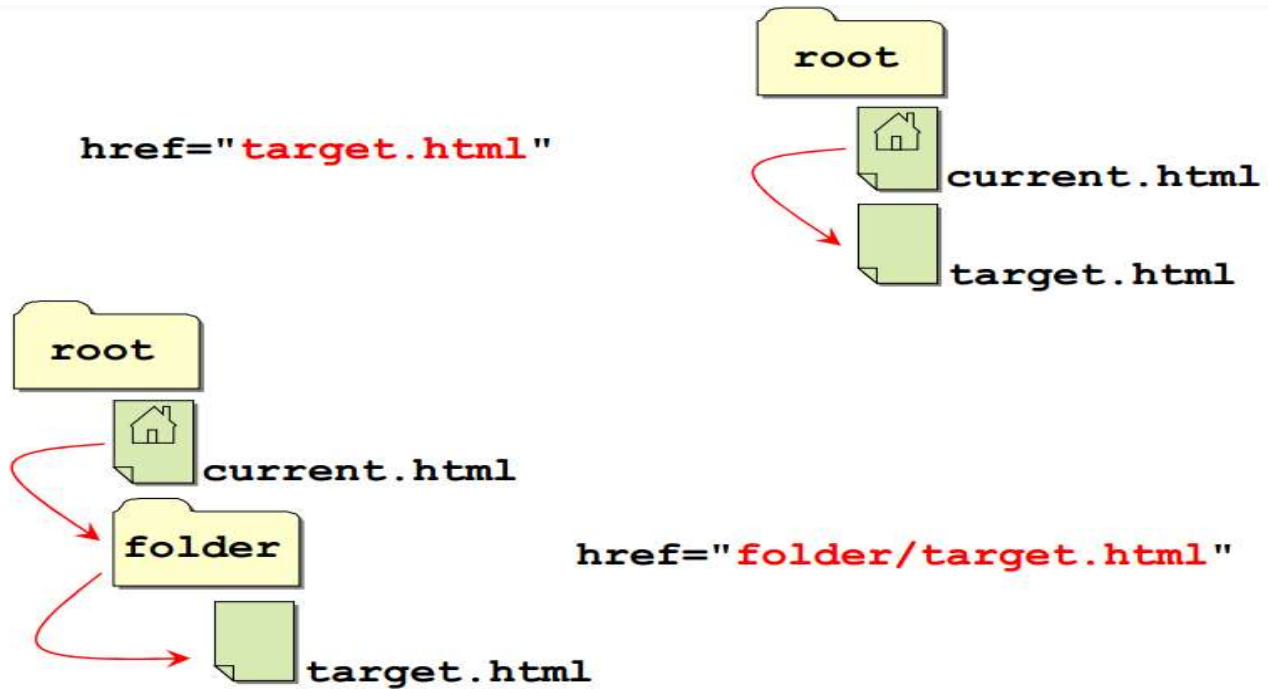 root
href="target.html"
current.html
target.html
root
current.html
folder
href="folder/target.html"
target.html